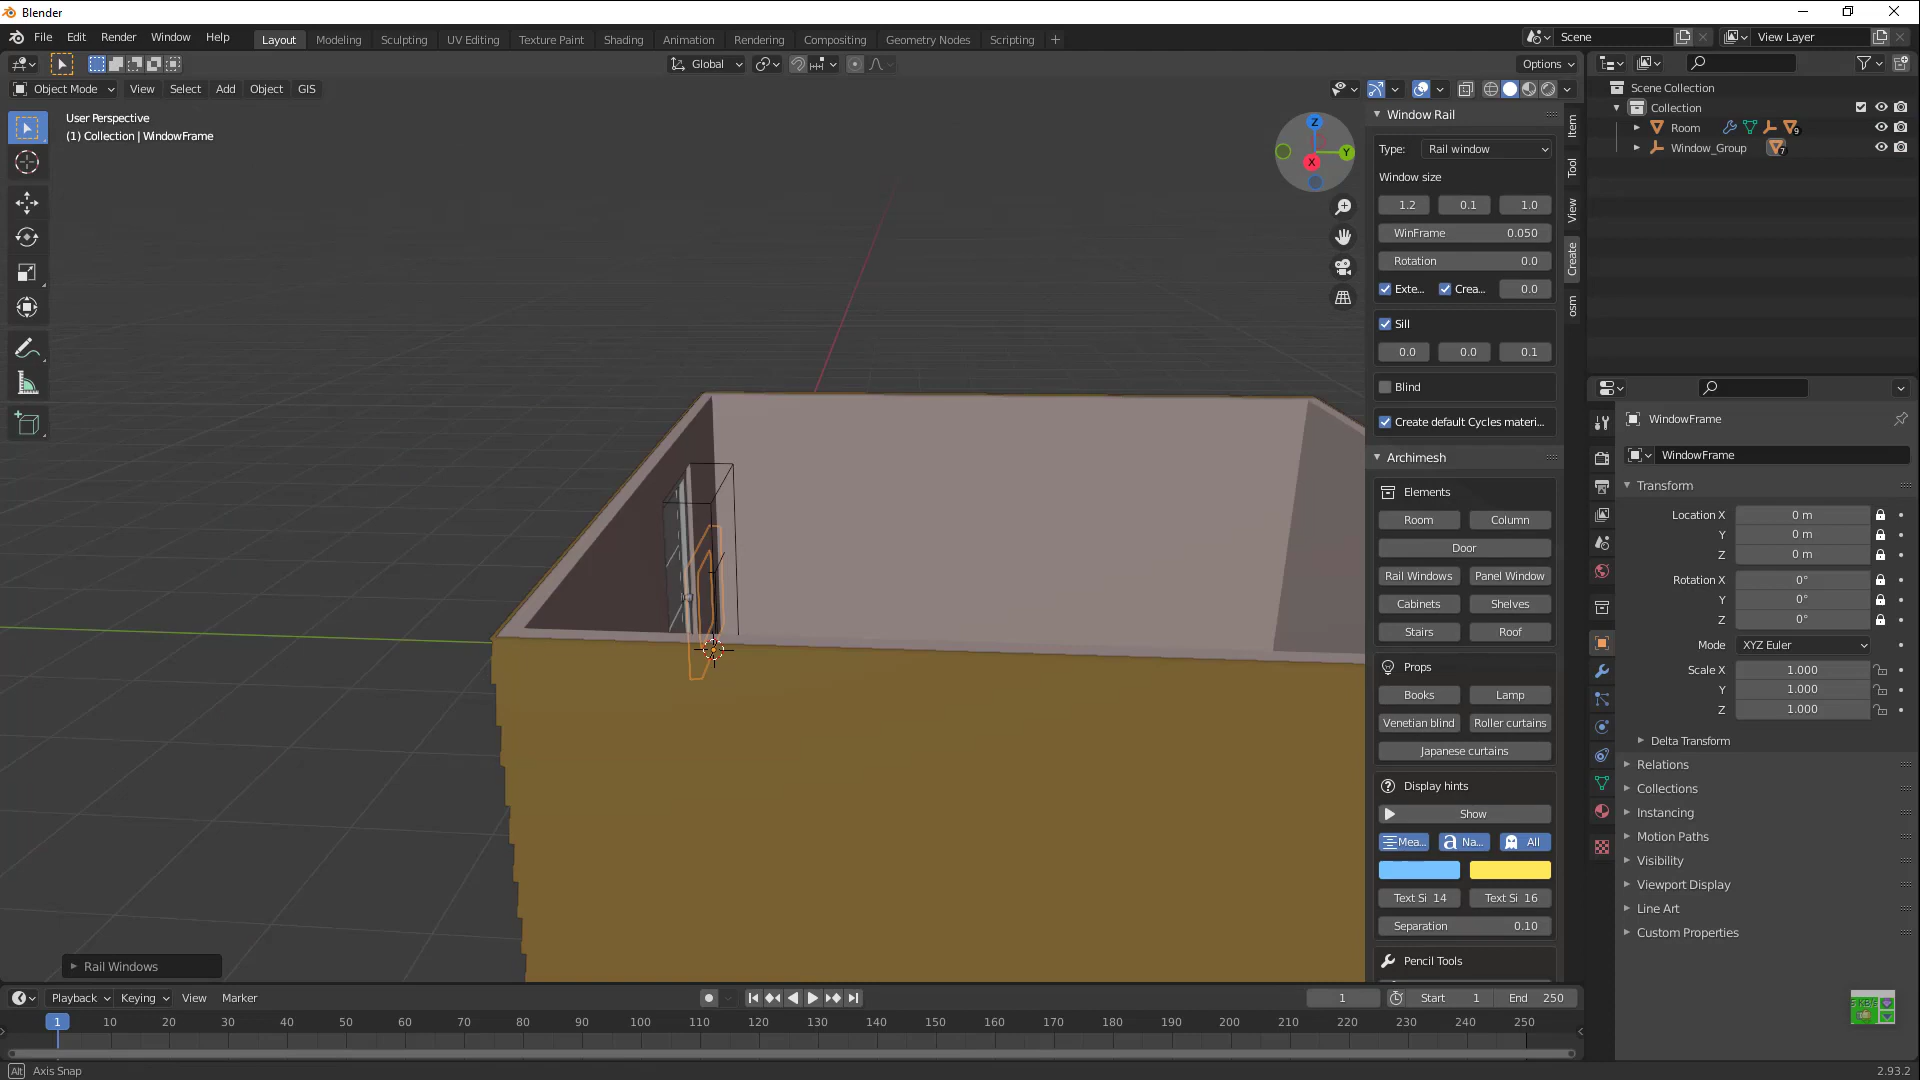 Blender
File Edit Render Window Help
Layout Modeling Sculpting UV Editing Texture Paint Shading Animation Rendering Compositing Geometry Nodes Scripting +
Scene
View Layer
Global
Options
Object Mode View Select Add Object GIS
User Perspective
(1) Collection | WindowFrame
Z
Y
X
Window Rail
Type: Rail window
Window size
1.2 0.1 1.0
WinFrame 0.050
Rotation 0.0
Exte... Crea... 0.0
Sill
0.0 0.0 0.1
Blind
Create default Cycles materi...
Archimesh
Elements
Room Column
Door
Rail Windows Panel Window
Cabinets Shelves
Stairs Roof
Props
Books Lamp
Venetian blind Roller curtains
Japanese curtains
Display hints
Show
Mea... a Na... All
Text Si 14 Text Si 16
Separation 0.10
Pencil Tools
Item
Tool
View
Create
osm
Scene Collection
Collection
Room 9
Window_Group 7
WindowFrame
WindowFrame
Transform
Location X 0 m
Y 0 m
Z 0 m
Rotation X 0°
Y 0°
Z 0°
Mode XYZ Euler
Scale X 1.000
Y 1.000
Z 1.000
Delta Transform
Relations
Collections
Instancing
Motion Paths
Visibility
Viewport Display
Line Art
Custom Properties
Rail Windows
Playback Keying View Marker
1
Start 1 End 250
1 10 20 30 40 50 60 70 80 90 100 110 120 130 140 150 160 170 180 190 200 210 220 230 240 250
Alt Axis Snap
2.93.2